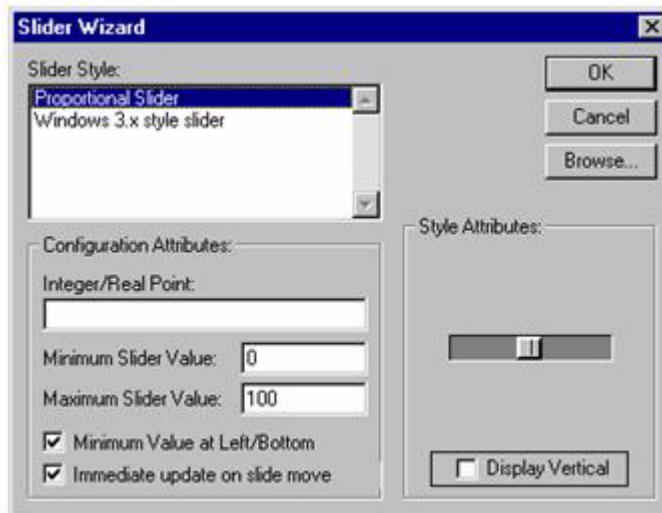 Slider Wizard
Slider Style:
Proportional Slider
Windows 3.x style slider
OK
Cancel
Browse...
Configuration Attributes:
Integer/Real Point:
Minimum Slider Value: 0
Maximum Slider Value: 100
Minimum Value at Left/Bottom
Immediate update on slide move
Style Attributes:
Display Vertical